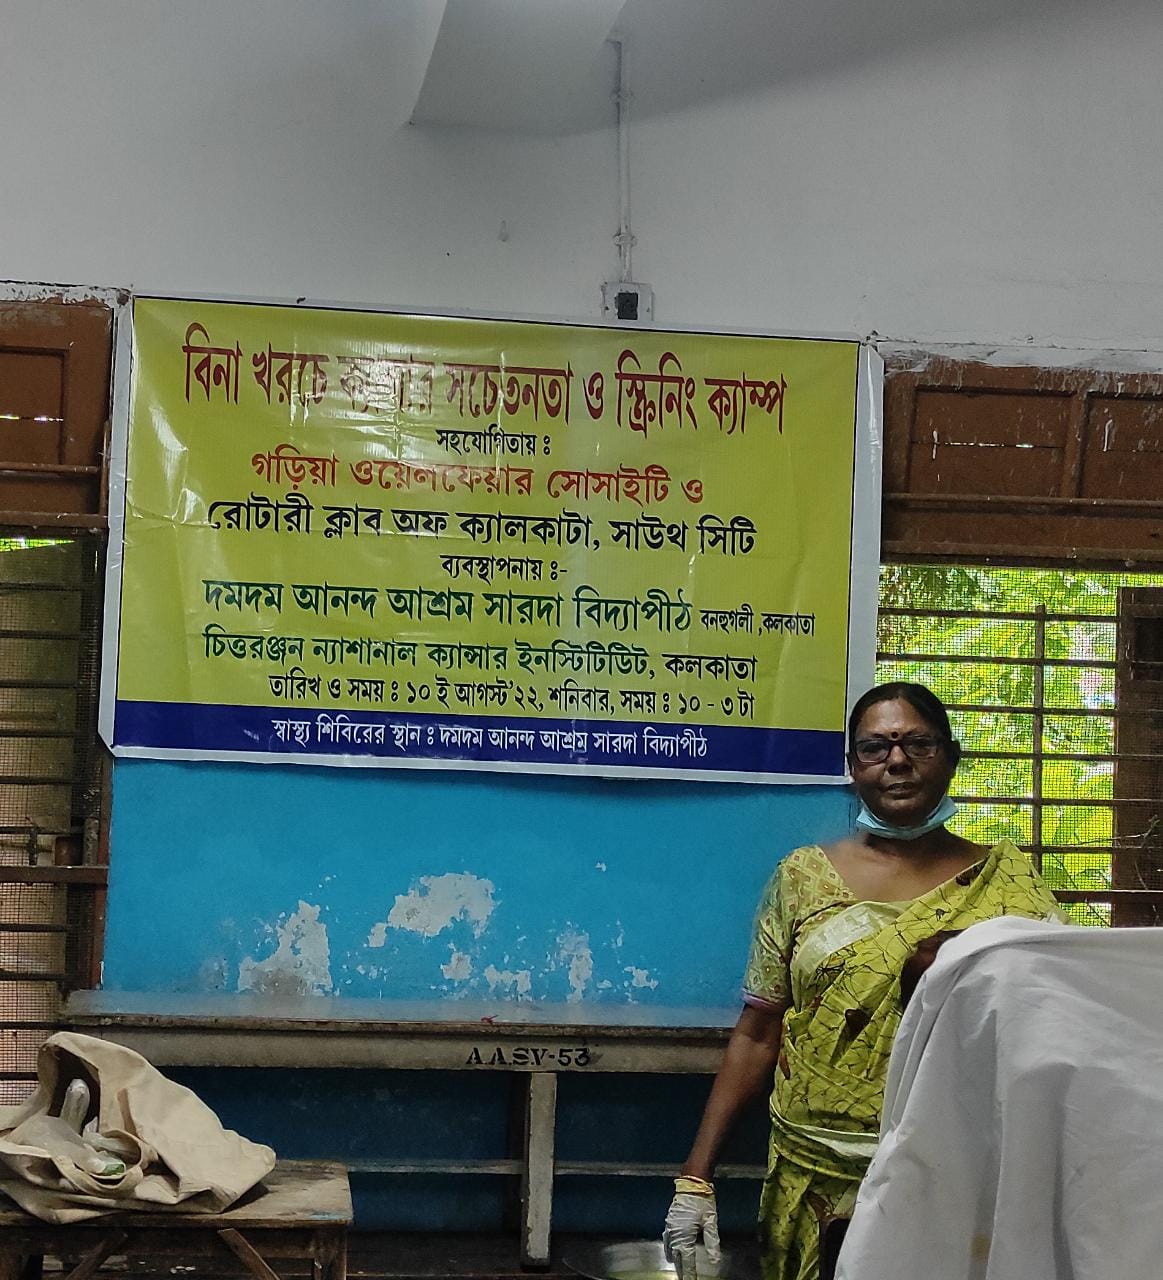 বিনা খরচে ক্যান্সার সচেতনতা ও স্ক্রিনিং ক্যাম্প
সহযোগিতায় ঃ
গড়িয়া ওয়েলফেয়ার সোসাইটি ও
রোটারী ক্লাব অফ ক্যালকাটা, সাউথ সিটি
ব্যবস্থাপনায় ঃ-
দমদম আনন্দ আশ্রম সারদা বিদ্যাপীঠ বনহুগলী ,কলকাতা
চিত্তরঞ্জন ন্যাশানাল ক্যান্সার ইনস্টিটিউট, কলকাতা
তারিখ ও সময় ঃ ১০ ই আগস্ট'২২, শনিবার, সময় ঃ ১০ - ৩ টা
স্বাস্থ্য শিবিরের স্থান ঃ দমদম আনন্দ আশ্রম সারদা বিদ্যাপীঠ
A.A.S.V-53